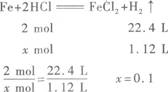 Fe+2HCl══FeCl₂+H₂ ↑
2 mol 22.4 L
x mol 1.12 L
2 mol/x mol=22.4 L/1.12 L x=0.1